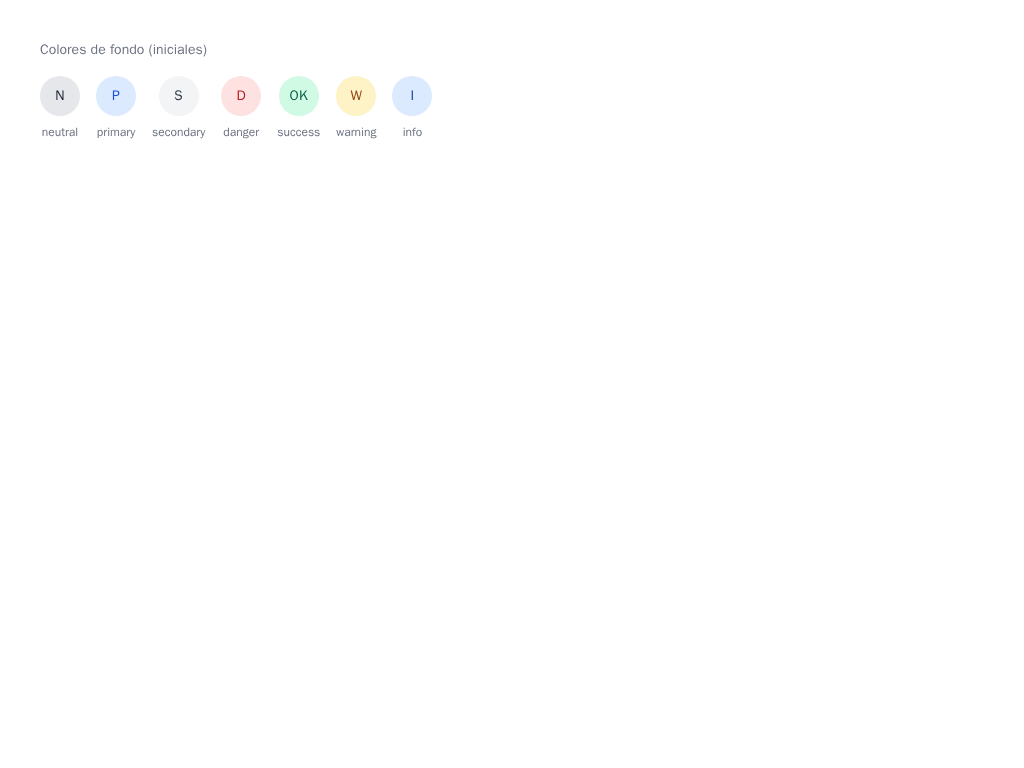 Colores de fondo (iniciales)
N P S D OK W I
neutral primary secondary danger success warning info